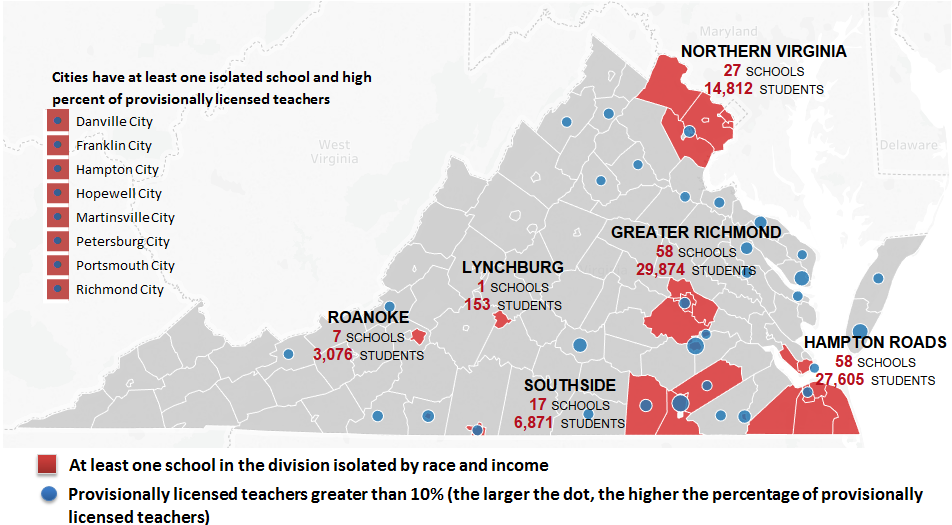 Maryland
NORTHERN VIRGINIA
27 SCHOOLS
14,812 STUDENTS
Cities have at least one isolated school and high
percent of provisionally licensed teachers
Danville City
Franklin City
Hampton City
Hopewell City
Martinsville City
Petersburg City
Portsmouth City
Richmond City
West
Virginia
Delaware
GREATER RICHMOND
58 SCHOOLS
29,874 STUDENTS
LYNCHBURG
1 SCHOOLS
153 STUDENTS
ROANOKE
7 SCHOOLS
3,076 STUDENTS
HAMPTON ROADS
58 SCHOOLS
27,605 STUDENTS
SOUTHSIDE
17 SCHOOLS
6,871 STUDENTS
At least one school in the division isolated by race and income
Provisionally licensed teachers greater than 10% (the larger the dot, the higher the percentage of provisionally
licensed teachers)